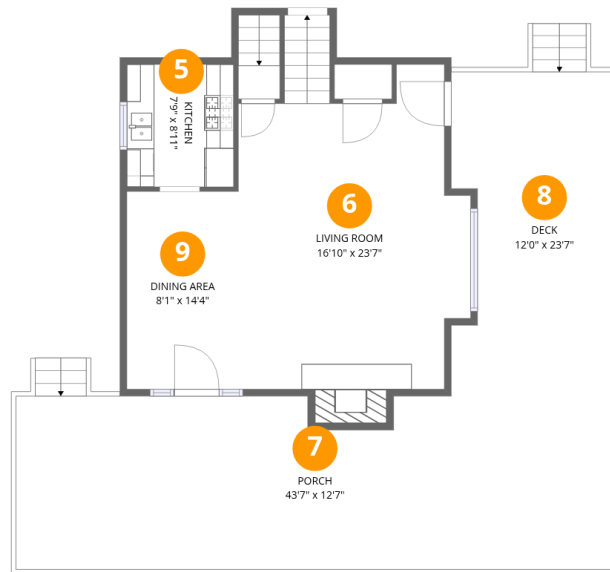 5
KITCHEN
7'9" x 8'11"
6
LIVING ROOM
16'10" x 23'7"
8
DECK
12'0" x 23'7"
9
DINING AREA
8'1" x 14'4"
7
PORCH
43'7" x 12'7"